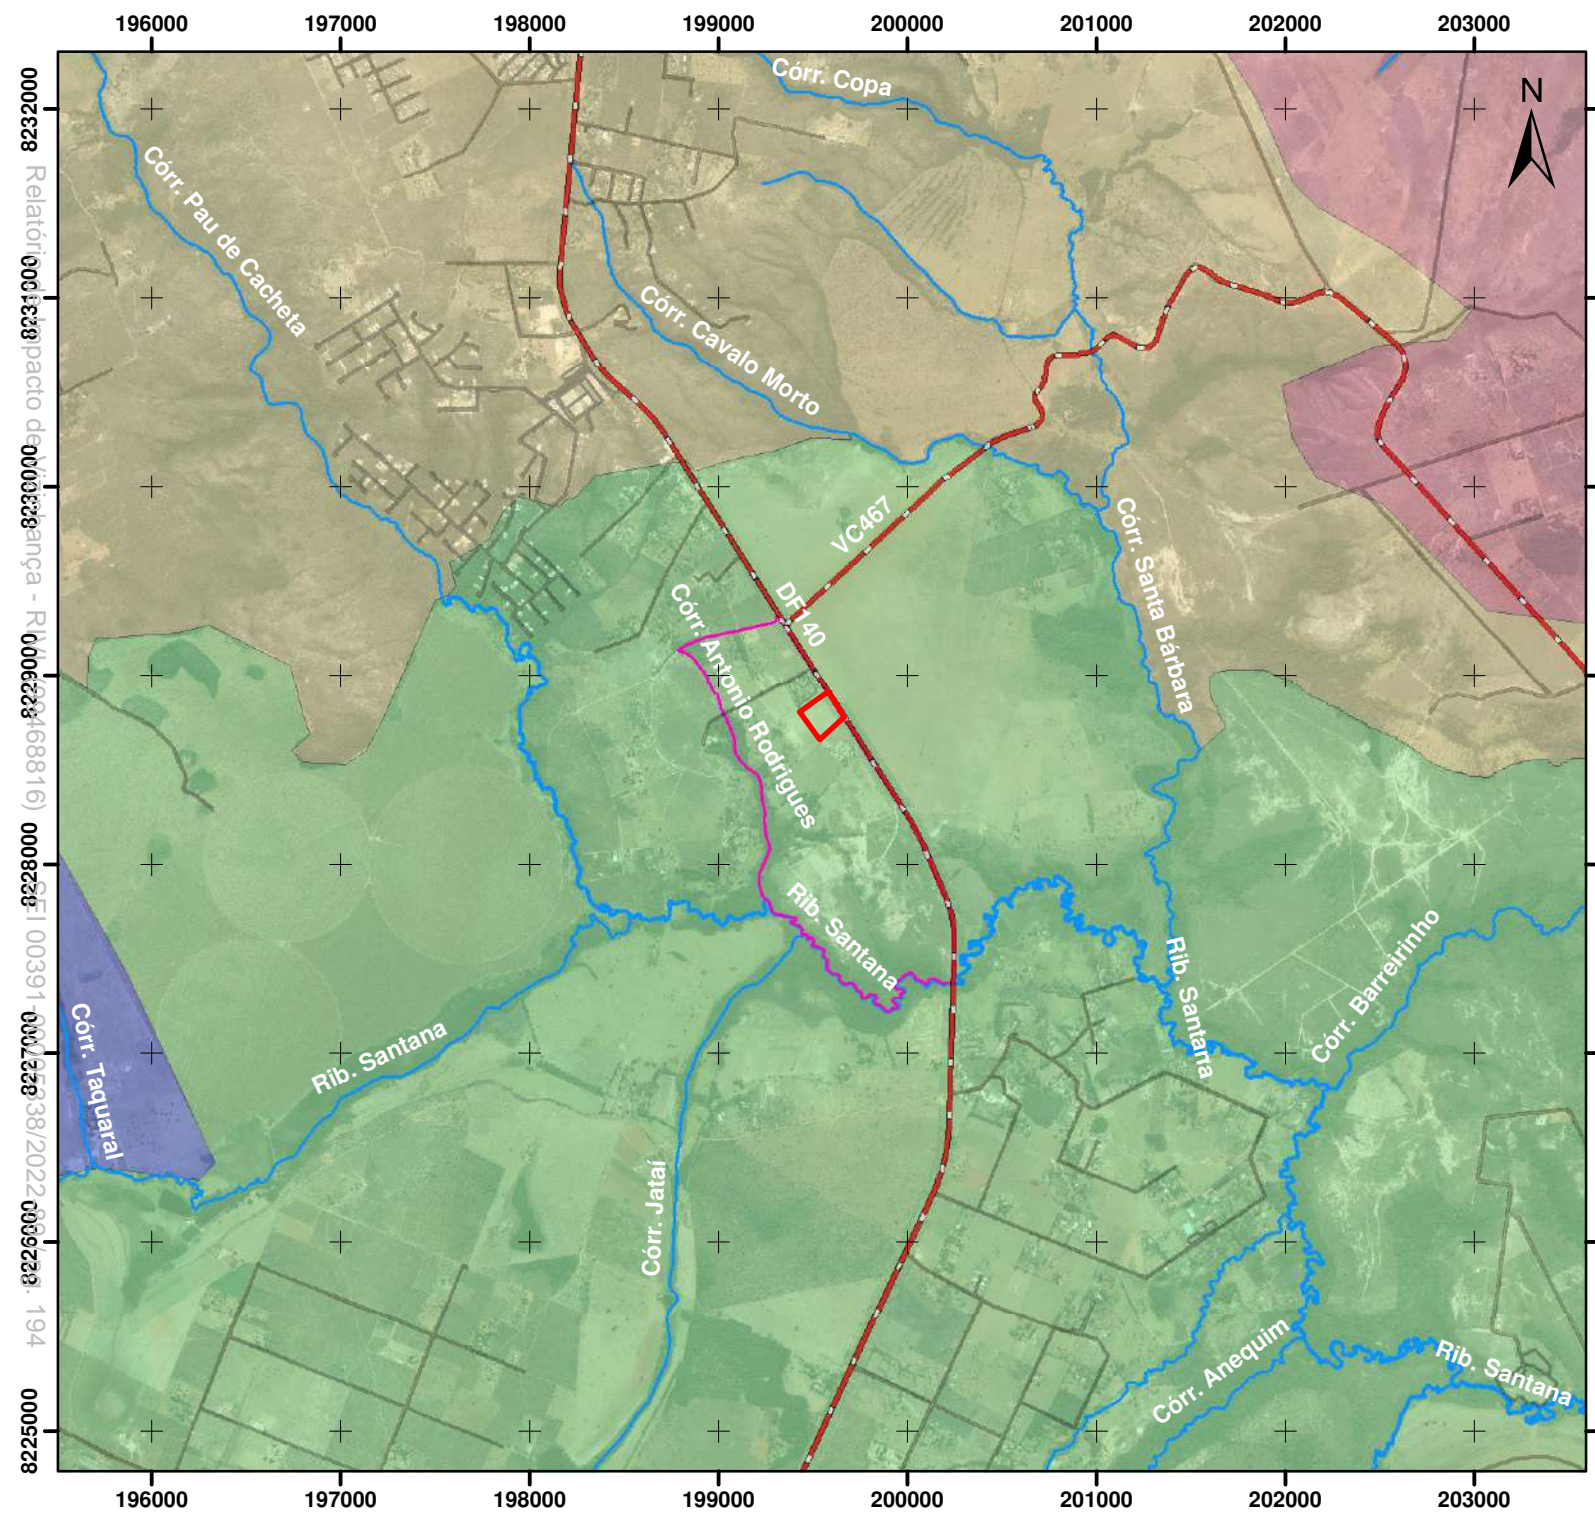 196000 197000 198000 199000 200000 201000 202000 203000
N
8232000
8231000
8230000
8229000
8228000
8227000
8226000
8225000
Córr. Copa
Córr. Pau de Cacheta
Córr. Cavalo Morto
VC467
DF140
Córr. Santa Bárbara
Córr. Antonio Rodrigues
Rib. Santana
Rib. Santana
Córr. Barreirinho
Córr. Taquaral
Rib. Santana
Córr. Jataí
Córr. Anequim
Rib. Santana
196000 197000 198000 199000 200000 201000 202000 203000